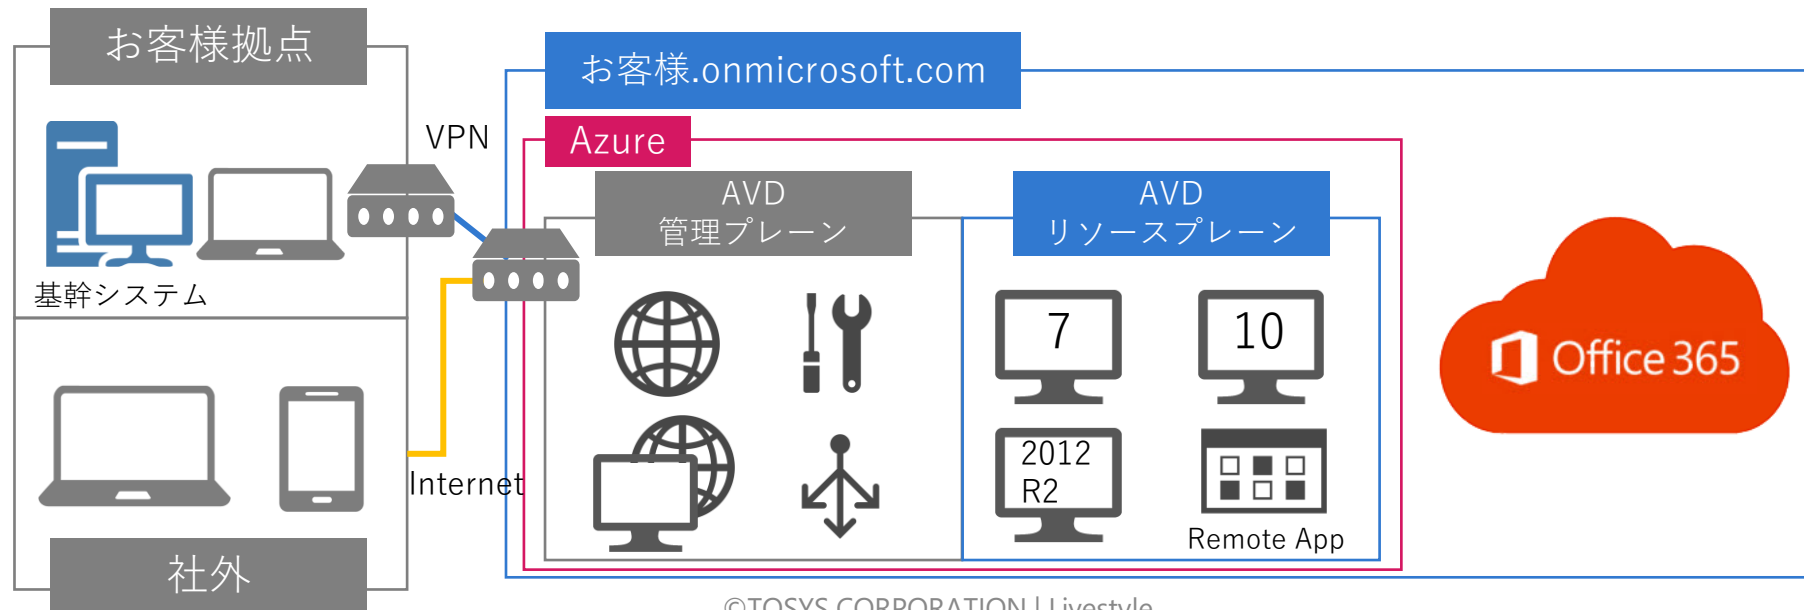 お客様拠点
お客様.onmicrosoft.com
VPN
Azure
AVD
管理プレーン
AVD
リソースプレーン
基幹システム
7
10
Office 365
2012
R2
Internet
Remote App
社外
©TOSYS CORPORATION | Livestyle